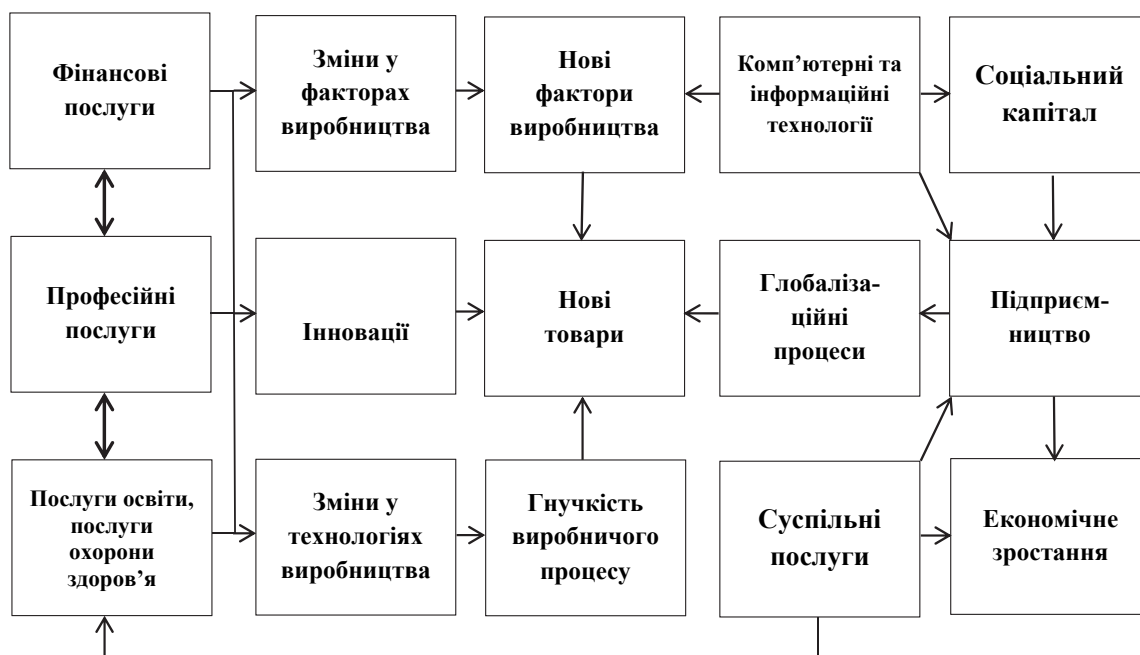 Фінансові
послуги
Зміни у
факторах
виробництва
Нові
фактори
виробництва
Комп’ютерні та
інформаційні
технології
Соціальний
капітал
Професійні
послуги
Інновації
Нові
товари
Глобаліза-
ційні
процеси
Підприєм-
ництво
Послуги освіти,
послуги
охорони
здоров’я
Зміни у
технологіях
виробництва
Гнучкість
виробничого
процесу
Суспільні
послуги
Економічне
зростання